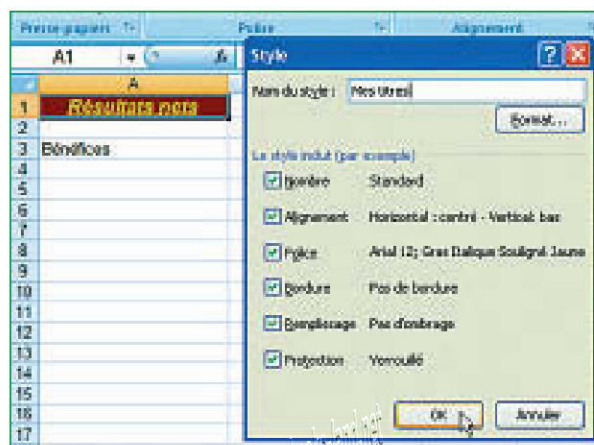 Presse-papiers Police Alignement
A1 fx Style
Nom du style : Mes titres
Format...
A
1 Résultats nets
2
3 Bénéfices
4
5
6
7
8
9
10
11
12
13
14
15
16
17
Le style inclut (par exemple)
Nombre Standard
Alignement Horizontal : centré - Vertical: bas
Police Arial 12; Gras Italique Souligné Jaune
Bordure Pas de bordure
Remplissage Pas d'ombrage
Protection Verrouillé
OK Annuler